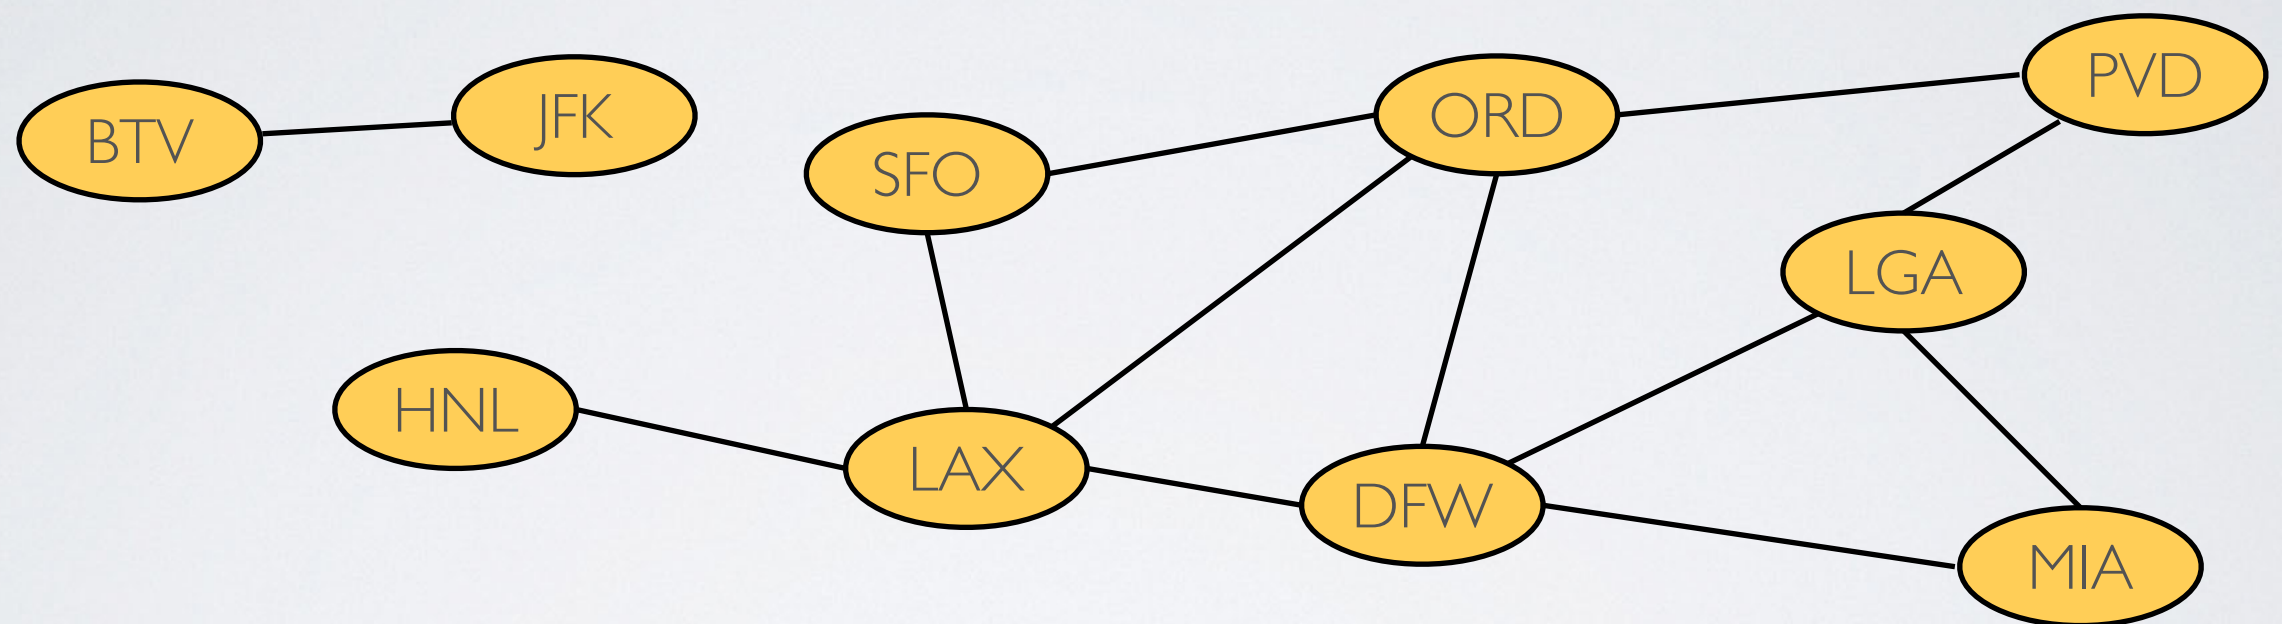 BTV
JFK
SFO
ORD
PVD
LGA
HNL
LAX
DFW
MIA